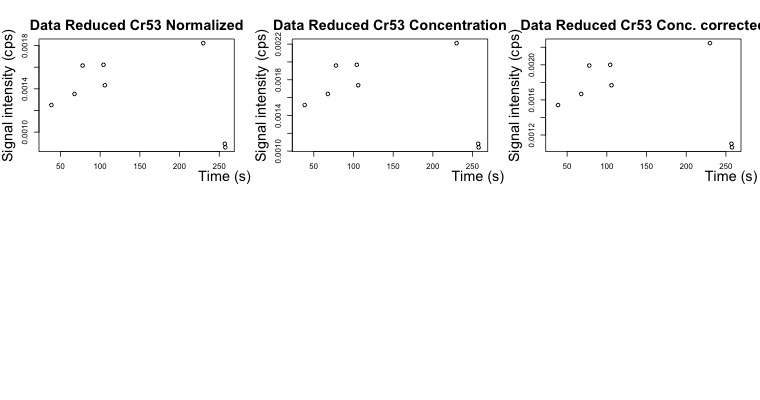 Data Reduced Cr53 Normalized
Signal intensity (cps)
0.0018
0.0014
0.0010
50 100 150 200 250
Time (s)
Data Reduced Cr53 Concentration
Signal intensity (cps)
0.0022
0.0018
0.0014
0.0010
50 100 150 200 250
Time (s)
Data Reduced Cr53 Conc. corrected
Signal intensity (cps)
0.0020
0.0016
0.0012
50 100 150 200 250
Time (s)